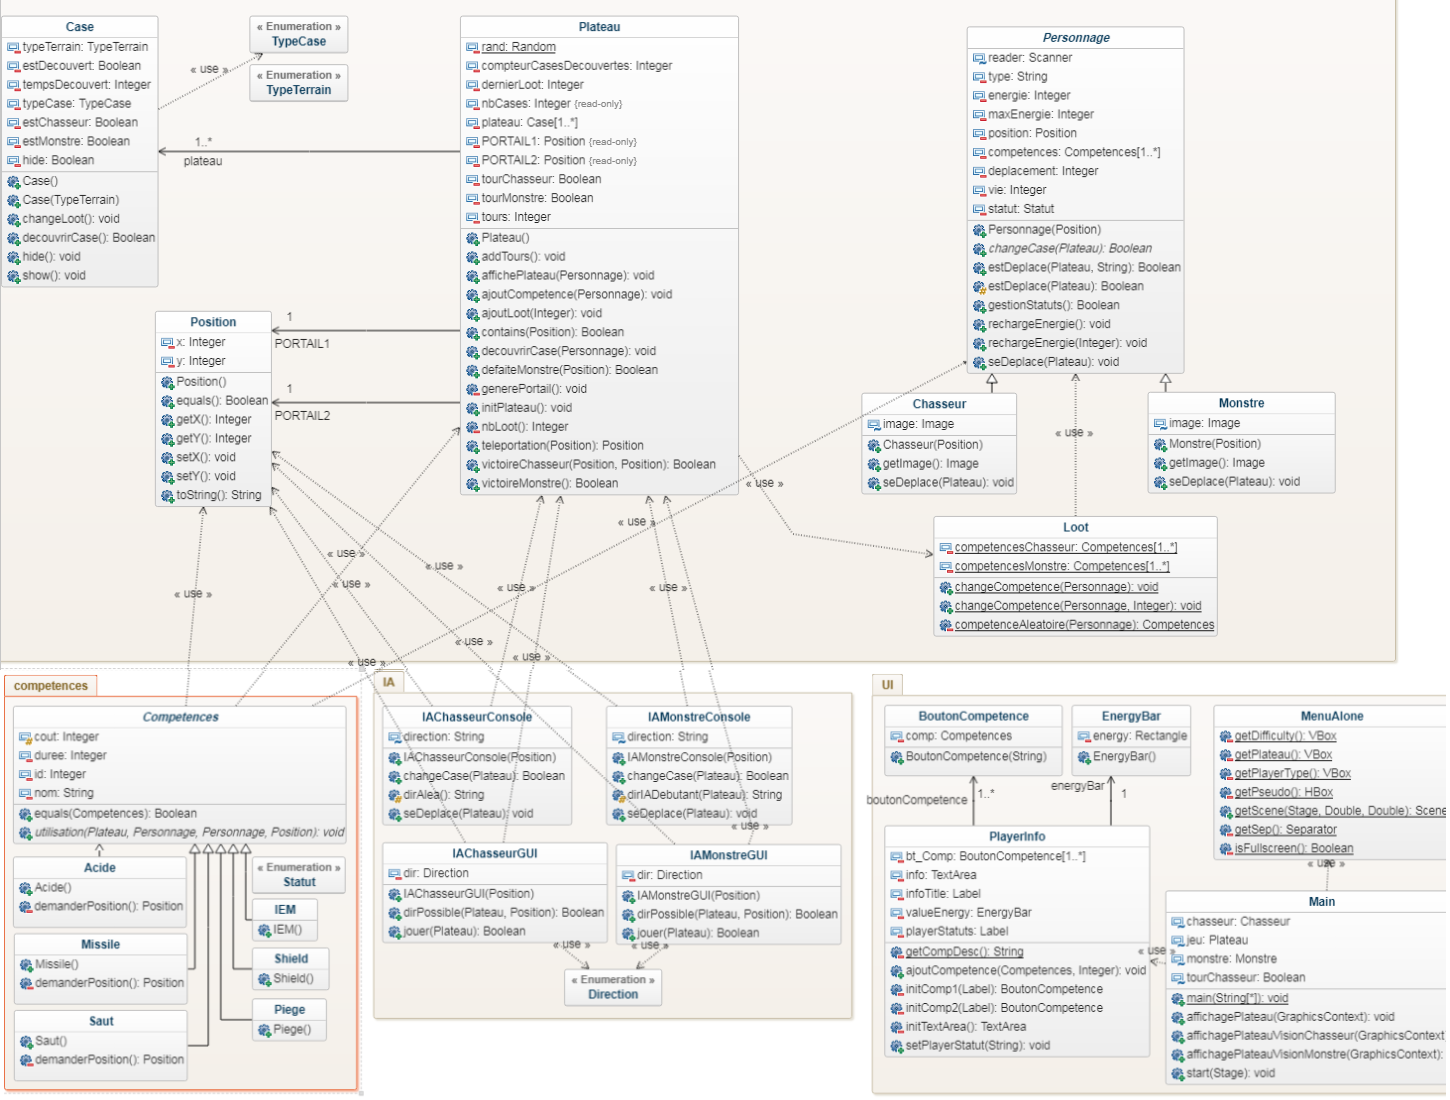 Case
typeTerrain: TypeTerrain
estDecouvert: Boolean
tempsDecouvert: Integer
typeCase: TypeCase
estChasseur: Boolean
estMonstre: Boolean
hide: Boolean
Case()
Case(TypeTerrain)
changeLoot(): void
decouvrirCase(): Boolean
hide(): void
show(): void
« Enumeration »
TypeCase
« Enumeration »
TypeTerrain
« use »
1..*
plateau
Plateau
rand: Random
compteurCasesDecouvertes: Integer
dernierLoot: Integer
nbCases: Integer {read-only}
plateau: Case[1..*]
PORTAIL1: Position {read-only}
PORTAIL2: Position {read-only}
tourChasseur: Boolean
tourMonstre: Boolean
tours: Integer
Plateau()
addTours(): void
affichePlateau(Personnage): void
ajoutCompetence(Personnage): void
ajoutLoot(Integer): void
contains(Position): Boolean
decouvrirCase(Personnage): void
defaiteMonstre(Position): Boolean
generePortail(): void
initPlateau(): void
nbLoot(): Integer
teleportation(Position): Position
victoireChasseur(Position, Position): Boolean
victoireMonstre(): Boolean
Personnage
reader: Scanner
type: String
energie: Integer
maxEnergie: Integer
position: Position
competences: Competences[1..*]
deplacement: Integer
vie: Integer
statut: Statut
Personnage(Position)
changeCase(Plateau): Boolean
estDeplace(Plateau, String): Boolean
estDeplace(Plateau): Boolean
gestionStatuts(): Boolean
rechargeEnergie(): void
rechargeEnergie(Integer): void
seDeplace(Plateau): void
Position
x: Integer
y: Integer
Position()
equals(): Boolean
getX(): Integer
getY(): Integer
setX(): void
setY(): void
toString(): String
1
PORTAIL1
1
PORTAIL2
Chasseur
image: Image
Chasseur(Position)
getImage(): Image
seDeplace(Plateau): void
« use »
Monstre
image: Image
Monstre(Position)
getImage(): Image
seDeplace(Plateau): void
« use »
« use »
Loot
competencesChasseur: Competences[1..*]
competencesMonstre: Competences[1..*]
changeCompetence(Personnage): void
changeCompetence(Personnage, Integer): void
competenceAleatoire(Personnage): Competences
« use »
« use »
« use »
« use »
« use »
« use »
« use »
« use »
« use »
competences
Competences
cout: Integer
duree: Integer
id: Integer
nom: String
equals(Competences): Boolean
utilisation(Plateau, Personnage, Personnage, Position): void
Acide
Acide()
demanderPosition(): Position
Missile
Missile()
demanderPosition(): Position
Saut
Saut()
demanderPosition(): Position
« Enumeration »
Statut
IEM
IEM()
Shield
Shield()
Piege
Piege()
IA
IAChasseurConsole
direction: String
IAChasseurConsole(Position)
changeCase(Plateau): Boolean
dirAlea(): String
seDeplace(Plateau): void
IAMonstreConsole
direction: String
IAMonstreConsole(Position)
changeCase(Plateau): Boolean
dirIADebutant(Plateau): String
seDeplace(Plateau): void
« use »
IAChasseurGUI
dir: Direction
IAChasseurGUI(Position)
dirPossible(Plateau, Position): Boolean
jouer(Plateau): Boolean
IAMonstreGUI
dir: Direction
IAMonstreGUI(Position)
dirPossible(Plateau, Position): Boolean
jouer(Plateau): Boolean
« use »
« use »
« Enumeration »
Direction
UI
BoutonCompetence
comp: Competences
BoutonCompetence(String)
EnergyBar
energy: Rectangle
EnergyBar()
boutonCompetence
1..*
energyBar
1
PlayerInfo
bt_Comp: BoutonCompetence[1..*]
info: TextArea
infoTitle: Label
valueEnergy: EnergyBar
playerStatuts: Label
getCompDesc(): String
ajoutCompetence(Competences, Integer): void
initComp1(Label): BoutonCompetence
initComp2(Label): BoutonCompetence
initTextArea(): TextArea
setPlayerStatut(String): void
MenuAlone
getDifficulty(): VBox
getPlateau(): VBox
getPlayerType(): VBox
getPseudo(): HBox
getScene(Stage, Double, Double): Scene
getSep(): Separator
isFullscreen(): Boolean
« use »
« use »
Main
chasseur: Chasseur
jeu: Plateau
monstre: Monstre
tourChasseur: Boolean
main(String[*]): void
affichagePlateau(GraphicsContext): void
affichagePlateauVisionChasseur(GraphicsContext)
affichagePlateauVisionMonstre(GraphicsContext):
start(Stage): void